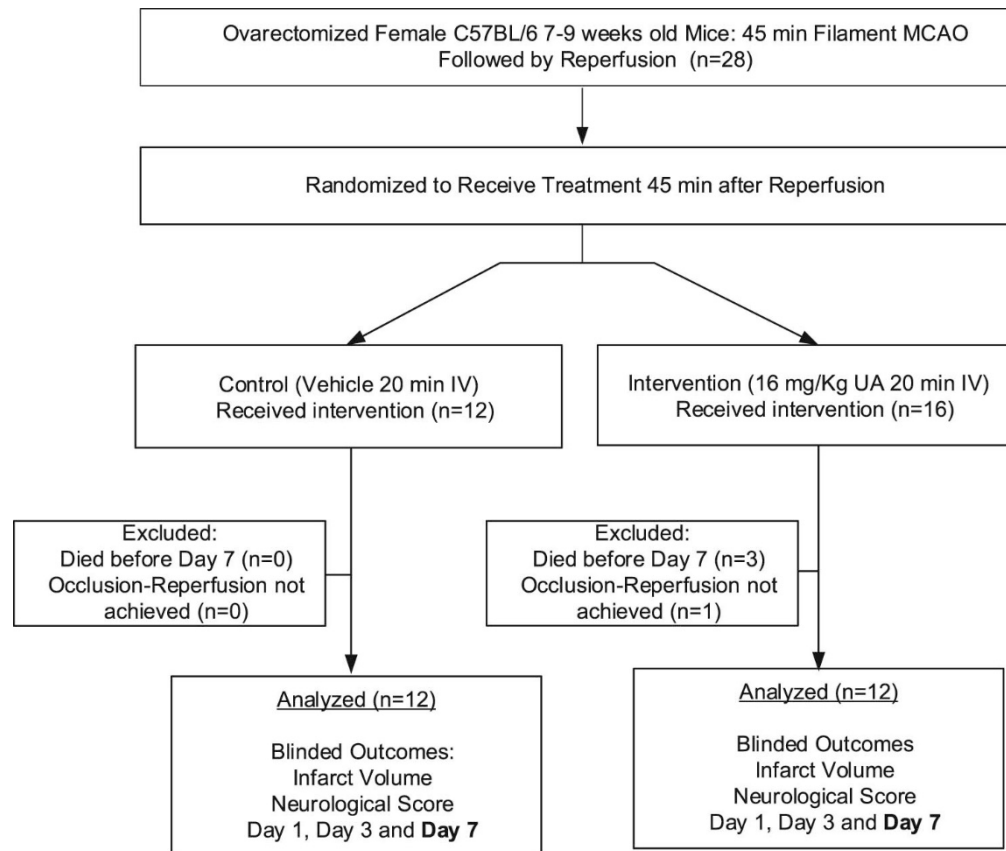 Ovarectomized Female C57BL/6 7-9 weeks old Mice: 45 min Filament MCAO
Followed by Reperfusion (n=28)
Randomized to Receive Treatment 45 min after Reperfusion
Control (Vehicle 20 min IV)
Received intervention (n=12)
Intervention (16 mg/Kg UA 20 min IV)
Received intervention (n=16)
Excluded:
Died before Day 7 (n=0)
Occlusion-Reperfusion not
achieved (n=0)
Excluded:
Died before Day 7 (n=3)
Occlusion-Reperfusion not
achieved (n=1)
Analyzed (n=12)
Blinded Outcomes:
Infarct Volume
Neurological Score
Day 1, Day 3 and Day 7
Analyzed (n=12)
Blinded Outcomes
Infarct Volume
Neurological Score
Day 1, Day 3 and Day 7